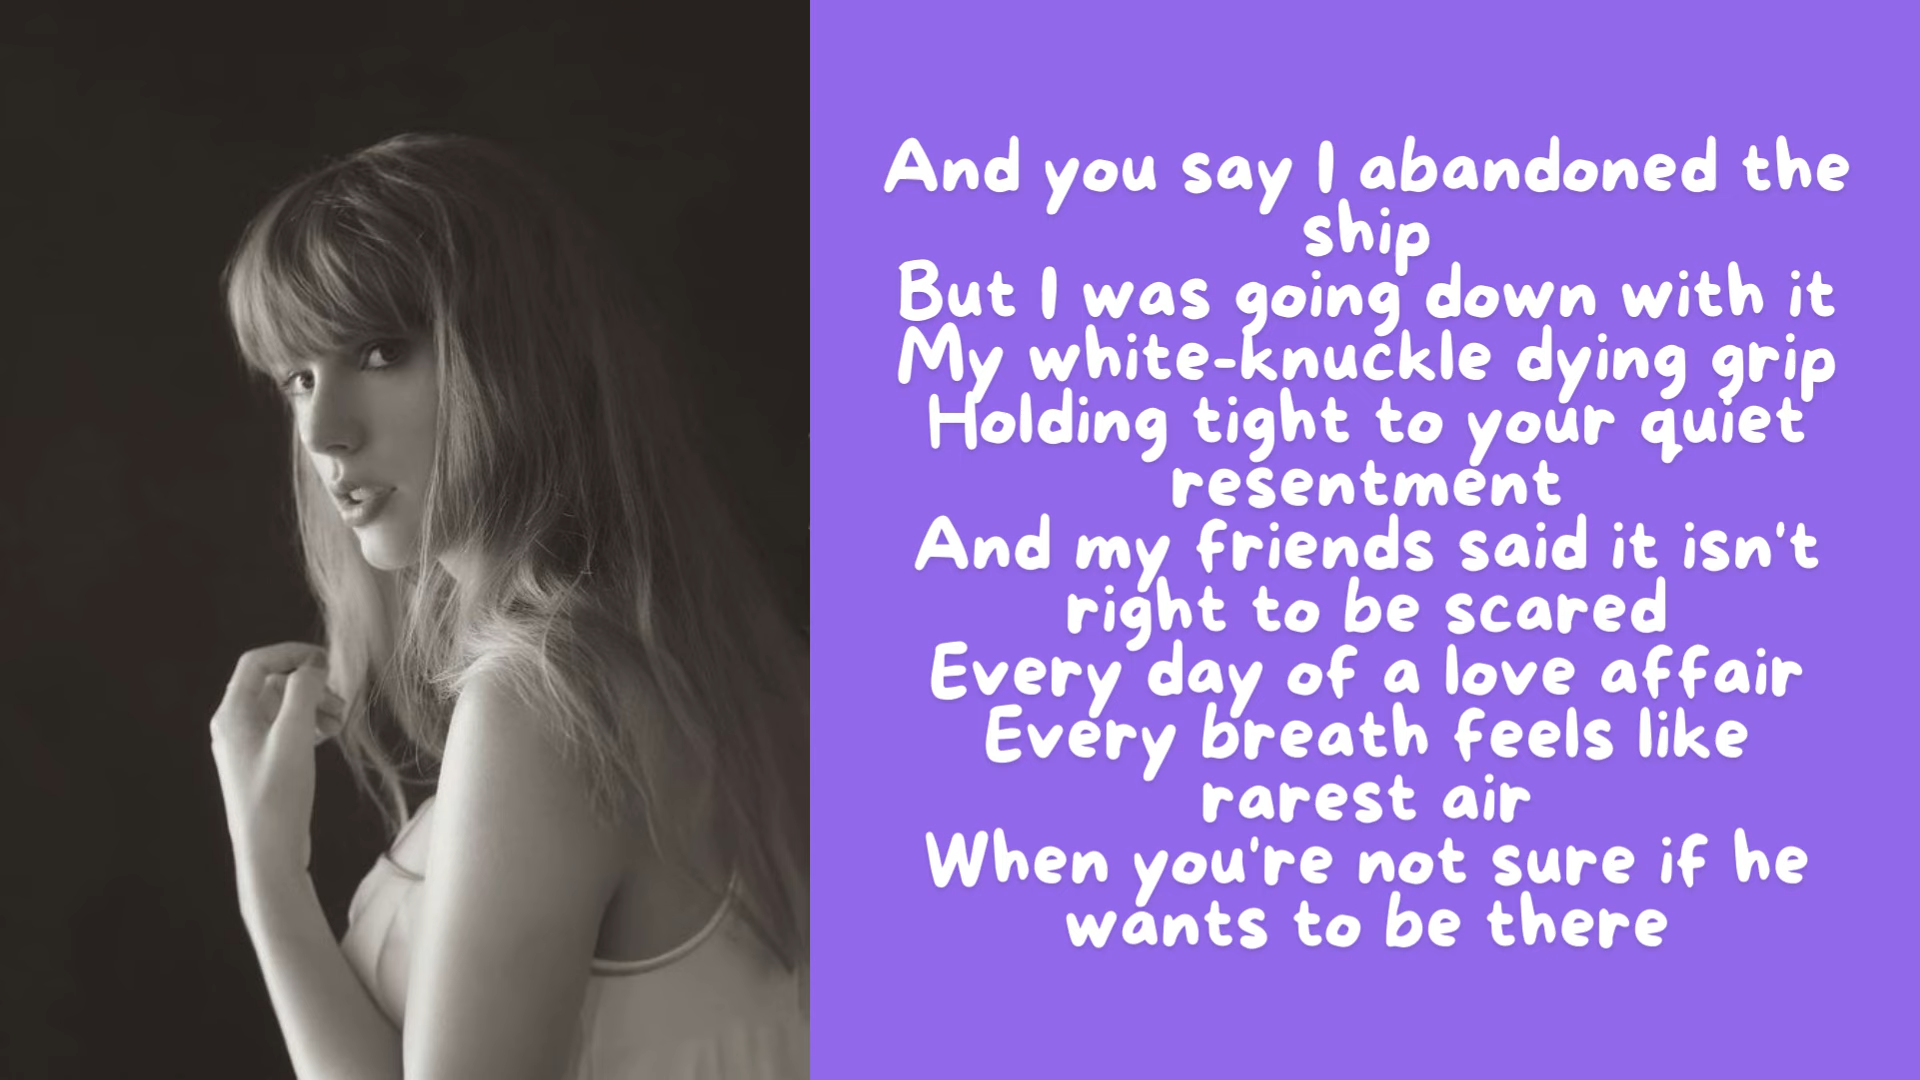 And you say I abandoned the
ship
But I was going down with it
My white-knuckle dying grip
Holding tight to your quiet
resentment
And my friends said it isn't
right to be scared
Every day of a love affair
Every breath feels like
rarest air
When you're not sure if he
wants to be there